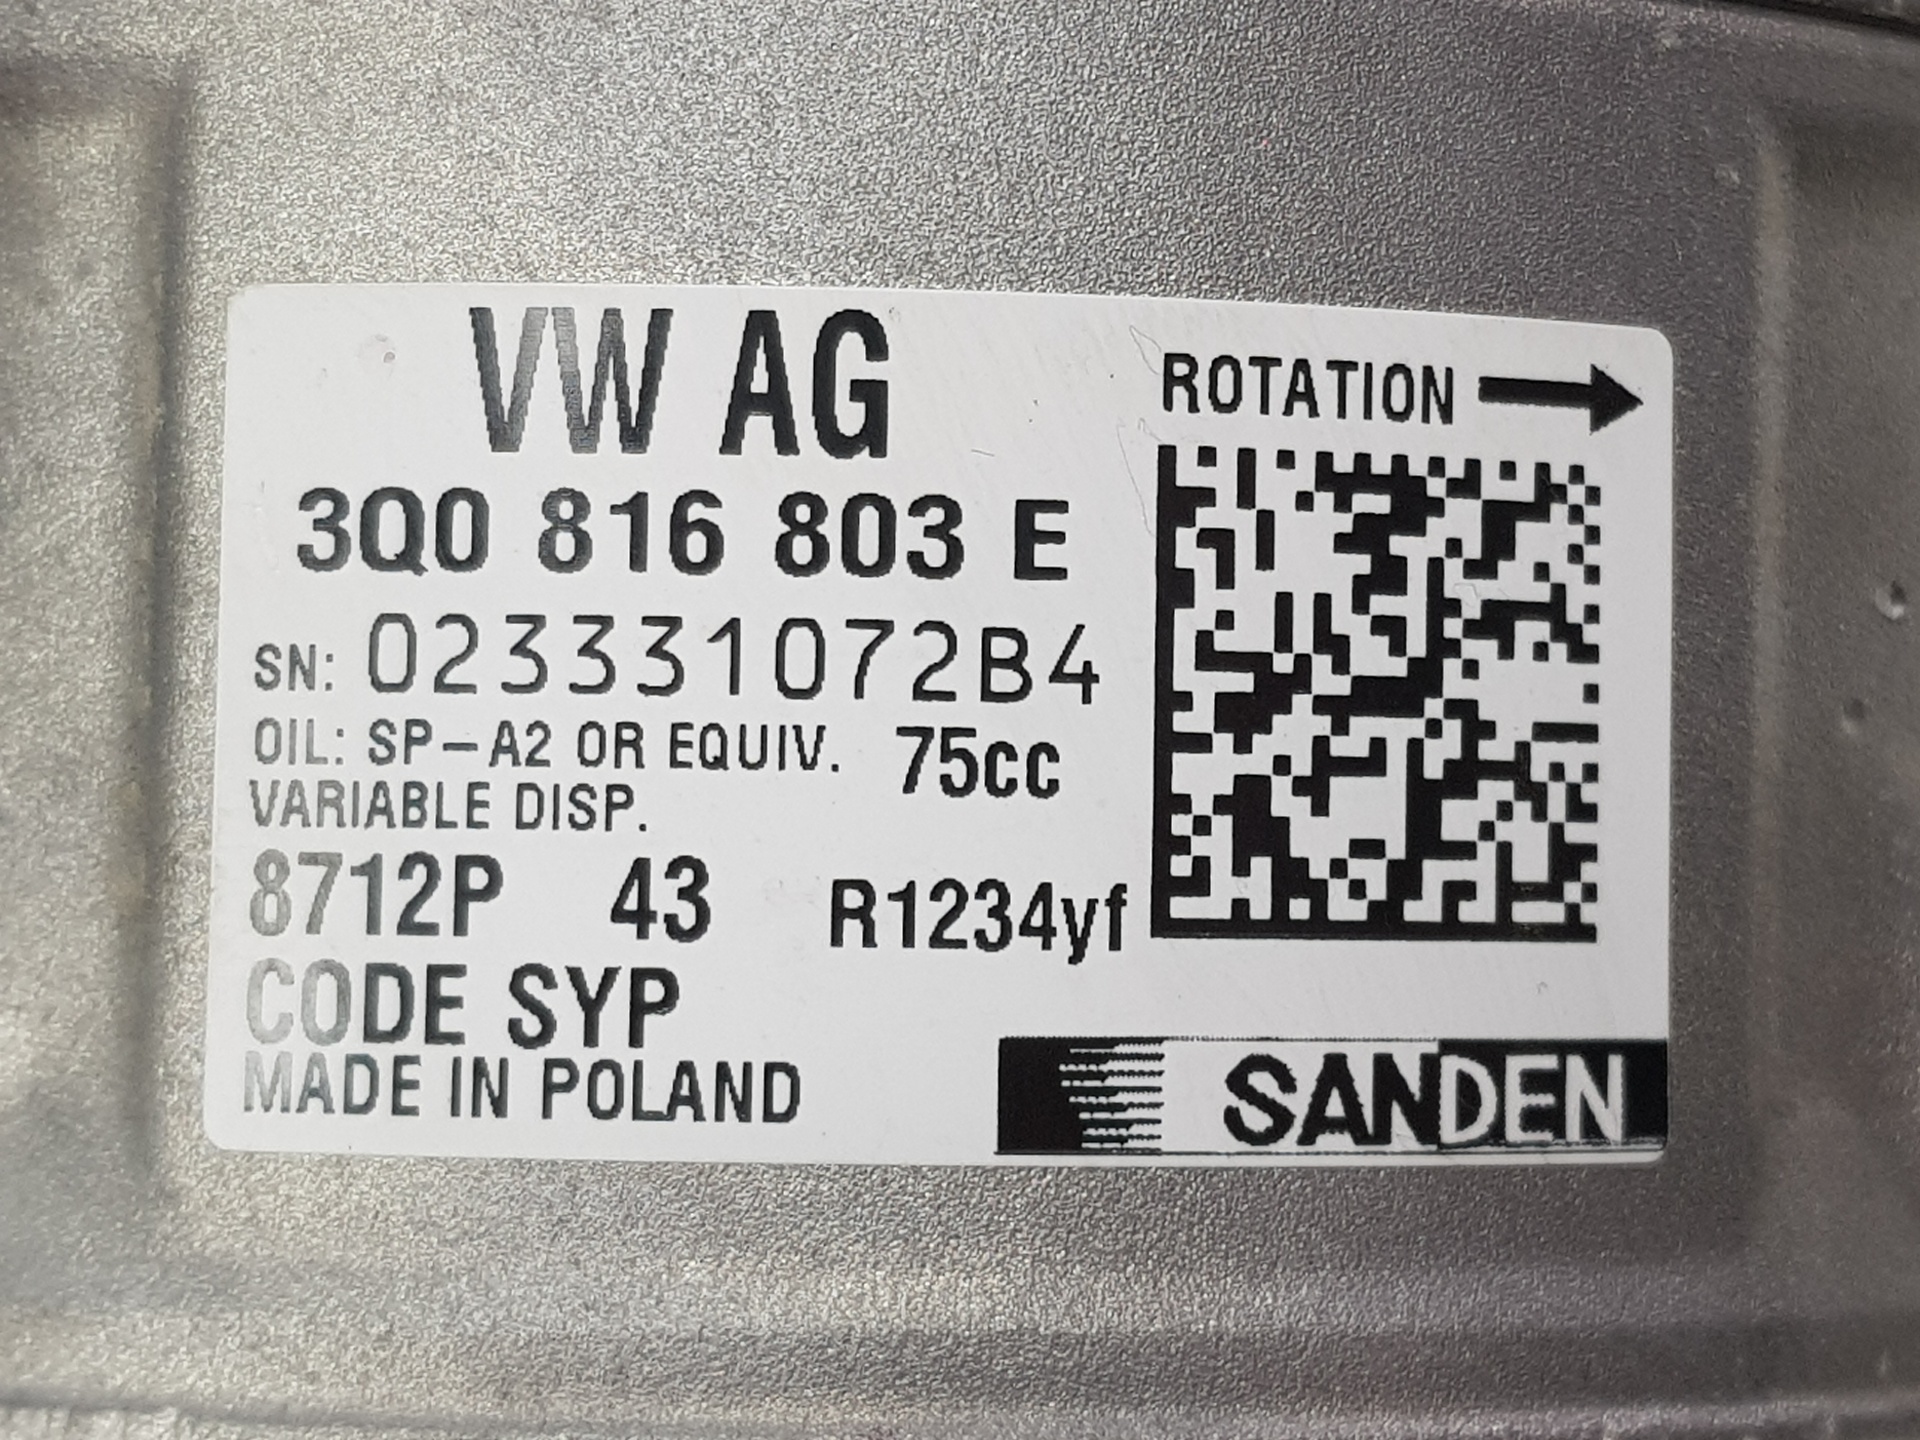 VW AG
ROTATION
3Q0 816 803 E
SN: 023331072B4
OIL: SP-A2 OR EQUIV. 75cc
VARIABLE DISP.
8712P 43 R1234yf
CODE SYP
MADE IN POLAND
SANDEN